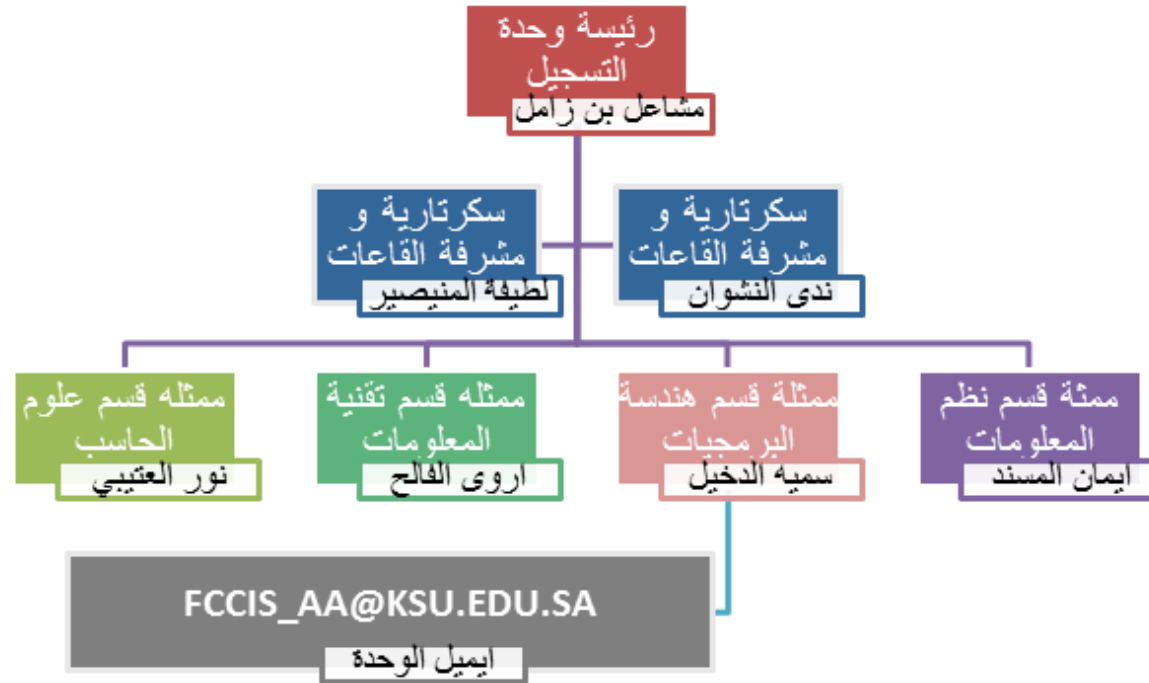 رئيسة وحدة
التسجيل
مشاعل بن زامل
سكرتارية و
مشرفة القاعات
ندى النشوان
سكرتارية و
مشرفة القاعات
لطيفة المنيصير
ممثة قسم نظم
المعلومات
ايمان المسند
ممثلة قسم هندسة
البرمجيات
سميه الدخيل
ممثله قسم تقنية
المعلومات
اروى الفالح
ممثله قسم علوم
الحاسب
نور العتيبي
FCCIS_AA@KSU.EDU.SA
ايميل الوحدة